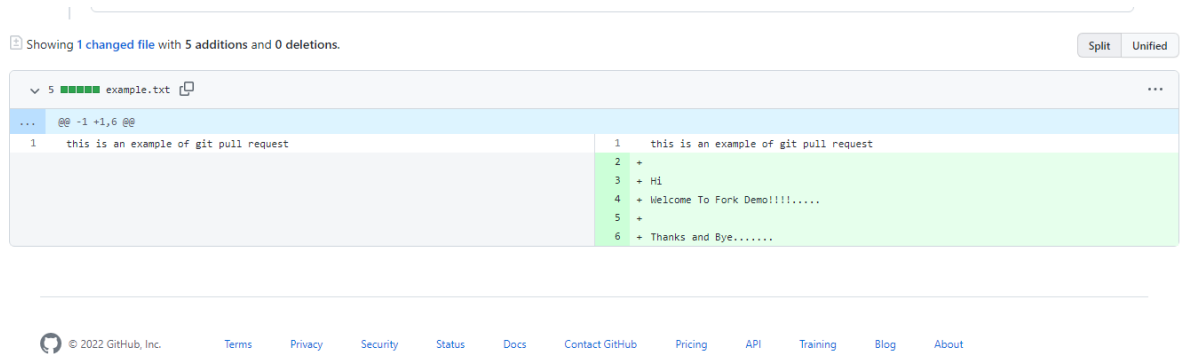 Showing 1 changed file with 5 additions and 0 deletions.
Split Unified
5 example.txt
... @@ -1 +1,6 @@
1 this is an example of git pull request
1 this is an example of git pull request
2 +
3 + Hi
4 + Welcome To Fork Demo!!!!.....
5 +
6 + Thanks and Bye.......
© 2022 GitHub, Inc. Terms Privacy Security Status Docs Contact GitHub Pricing API Training Blog About